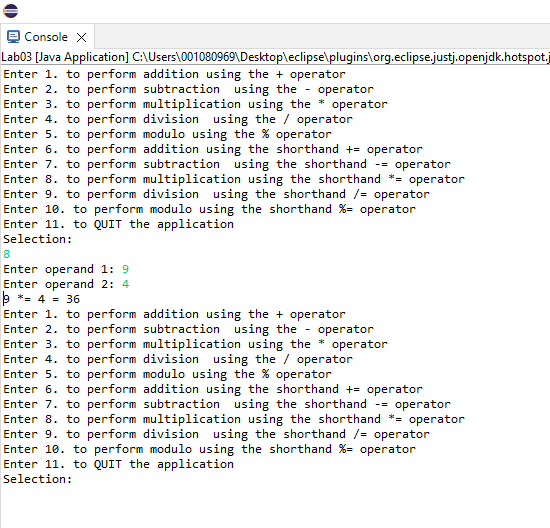 Console
Lab03 [Java Application] C:\Users\001080969\Desktop\eclipse\plugins\org.eclipse.justj.openjdk.hotspot.j
Enter 1. to perform addition using the + operator
Enter 2. to perform subtraction  using the - operator
Enter 3. to perform multiplication using the * operator
Enter 4. to perform division  using the / operator
Enter 5. to perform modulo using the % operator
Enter 6. to perform addition using the shorthand += operator
Enter 7. to perform subtraction  using the shorthand -= operator
Enter 8. to perform multiplication using the shorthand *= operator
Enter 9. to perform division  using the shorthand /= operator
Enter 10. to perform modulo using the shorthand %= operator
Enter 11. to QUIT the application
Selection:
8
Enter operand 1: 9
Enter operand 2: 4
9 *= 4 = 36
Enter 1. to perform addition using the + operator
Enter 2. to perform subtraction  using the - operator
Enter 3. to perform multiplication using the * operator
Enter 4. to perform division  using the / operator
Enter 5. to perform modulo using the % operator
Enter 6. to perform addition using the shorthand += operator
Enter 7. to perform subtraction  using the shorthand -= operator
Enter 8. to perform multiplication using the shorthand *= operator
Enter 9. to perform division  using the shorthand /= operator
Enter 10. to perform modulo using the shorthand %= operator
Enter 11. to QUIT the application
Selection: